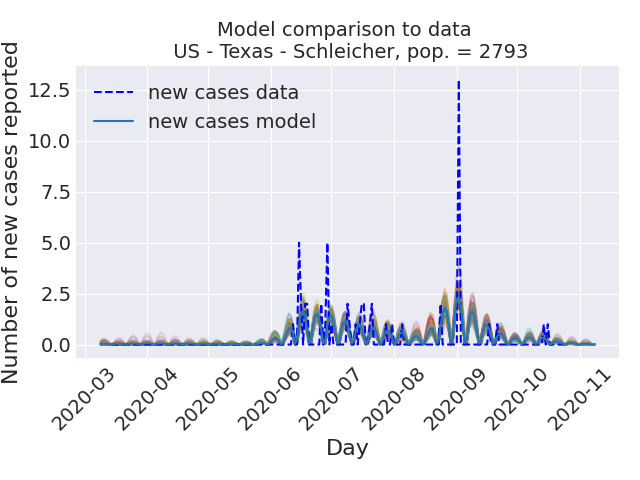 Model comparison to data
US - Texas - Schleicher, pop. = 2793
Number of new cases reported
12.5
10.0
7.5
5.0
2.5
0.0
new cases data
new cases model
2020-03
2020-04
2020-05
2020-06
2020-07
2020-08
2020-09
2020-10
2020-11
Day